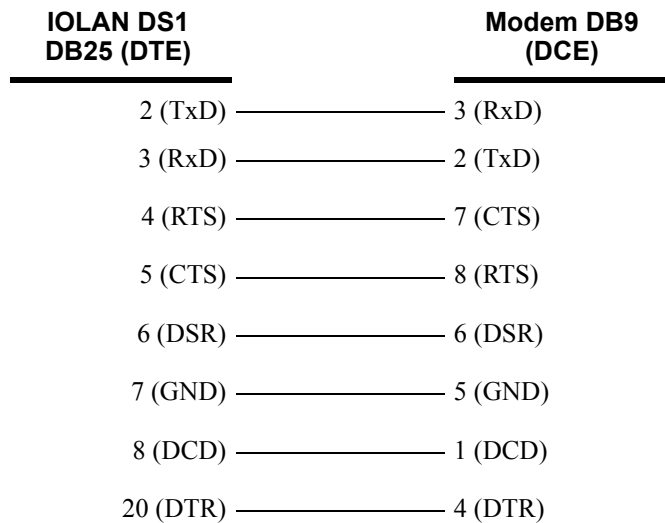 IOLAN DS1
DB25 (DTE)
Modem DB9
(DCE)
2 (TxD) 3 (RxD)
3 (RxD) 2 (TxD)
4 (RTS) 7 (CTS)
5 (CTS) 8 (RTS)
6 (DSR) 6 (DSR)
7 (GND) 5 (GND)
8 (DCD) 1 (DCD)
20 (DTR) 4 (DTR)